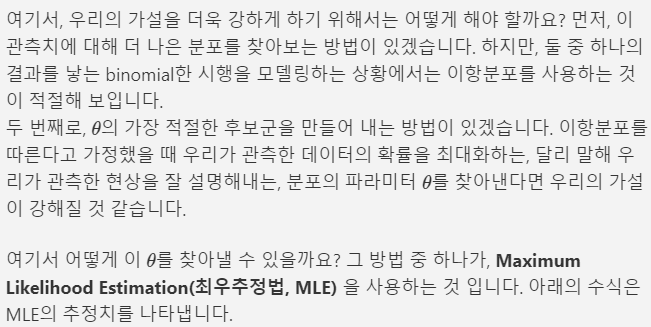 여기서, 우리의 가설을 더욱 강하게 하기 위해서는 어떻게 해야 할까요? 먼저, 이
관측치에 대해 더 나은 분포를 찾아보는 방법이 있겠습니다. 하지만, 둘 중 하나의
결과를 낳는 binomial한 시행을 모델링하는 상황에서는 이항분포를 사용하는 것
이 적절해 보입니다.
두 번째로, θ의 가장 적절한 후보군을 만들어 내는 방법이 있겠습니다. 이항분포를
따른다고 가정했을 때 우리가 관측한 데이터의 확률을 최대화하는, 달리 말해 우
리가 관측한 현상을 잘 설명해내는, 분포의 파라미터 θ를 찾아낸다면 우리의 가설
이 강해질 것 같습니다.
여기서 어떻게 이 θ를 찾아낼 수 있을까요? 그 방법 중 하나가, Maximum
Likelihood Estimation(최우추정법, MLE) 을 사용하는 것 입니다. 아래의 수식은
MLE의 추정치를 나타냅니다.